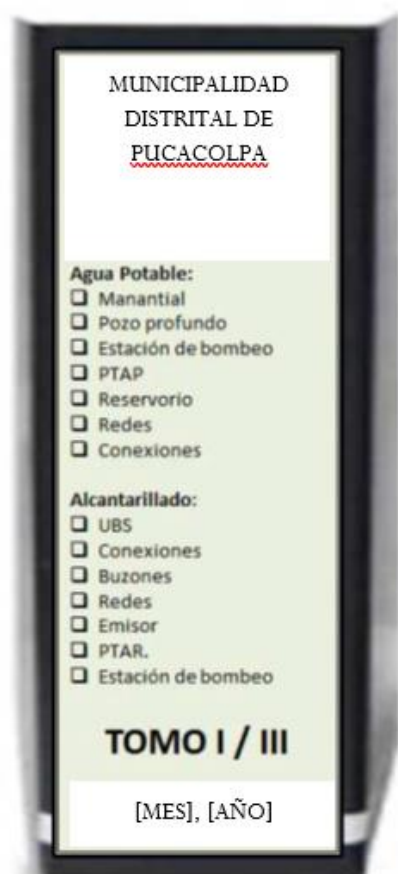 MUNICIPALIDAD
DISTRITAL DE
PUCACOLPA
Agua Potable:
❑ Manantial
❑ Pozo profundo
❑ Estación de bombeo
❑ PTAP
❑ Reservorio
❑ Redes
❑ Conexiones
Alcantarillado:
❑ UBS
❑ Conexiones
❑ Buzones
❑ Redes
❑ Emisor
❑ PTAR.
❑ Estación de bombeo
TOMO I / III
[MES], [AÑO]